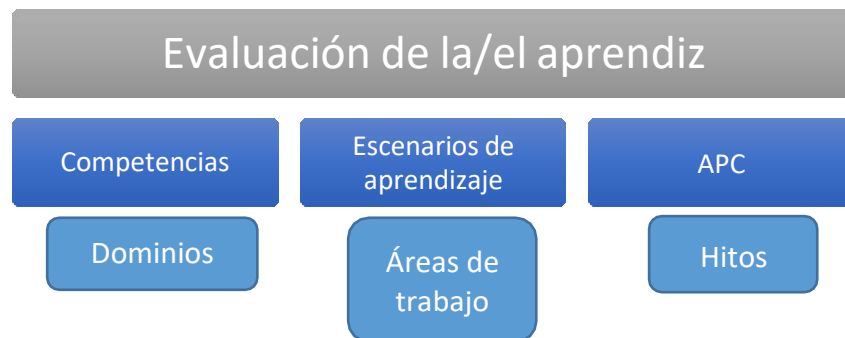 Evaluación de la/el aprendiz
Competencias
Escenarios de
aprendizaje
APC
Dominios
Áreas de
trabajo
Hitos